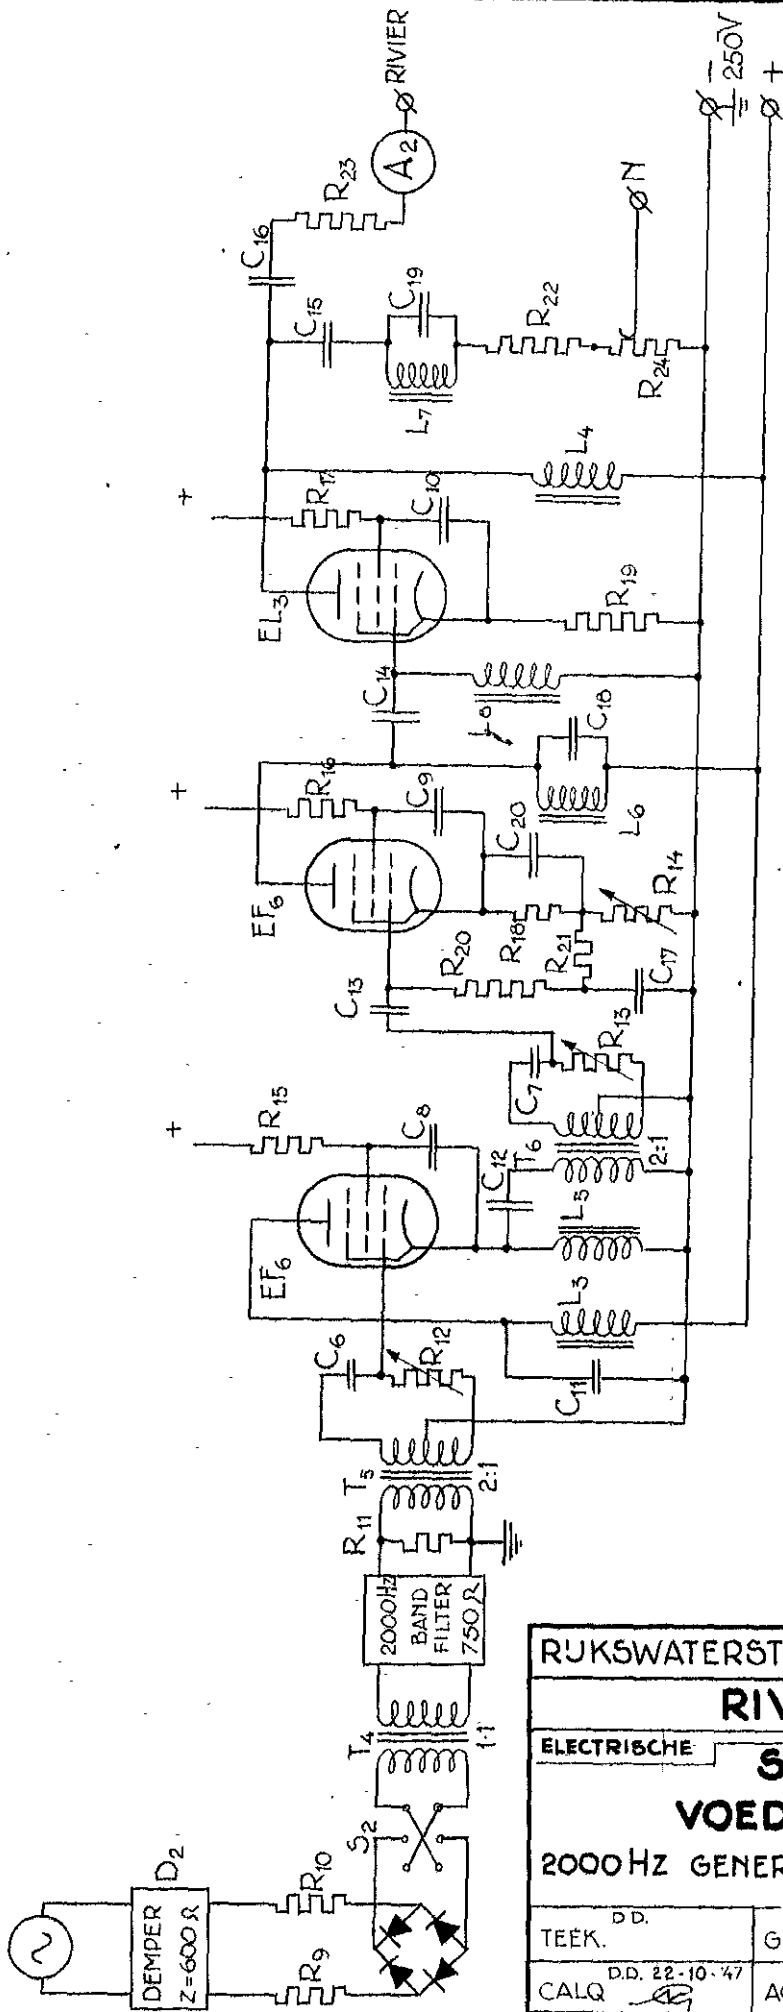 RIVIER
A2
R23
C16
C15
C19
L7
R22
R24
N
-
250V
+
L4
+
R17
C10
EL3
R19
C14
L8
C18
L6
+
R16
C9
EF6
C20
R14
R18
R20
R21
C13
C17
R13
C7
T6
2:1
+
R15
C8
C12
EF6
L5
L3
C6
R12
C11
T5
2:1
R11
2000Hz
BAND
FILTER
750Ω
T4
1:1
S2
D2
DEMPER
Z=600Ω
R10
R9
RIJKSWATERST
RIV
ELECTRISCHE
S
VOED
2000 HZ GENER
D.D.
TEEK.
G
D.D. 22-10-'47
CALQ
A